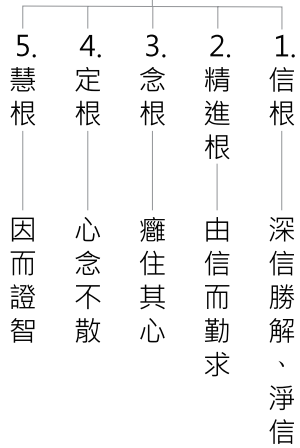 1. 信根
深信勝解、淨信
2. 精進根
由信而勤求
3. 念根
癰住其心
4. 定根
心念不散
5. 慧根
因而證智